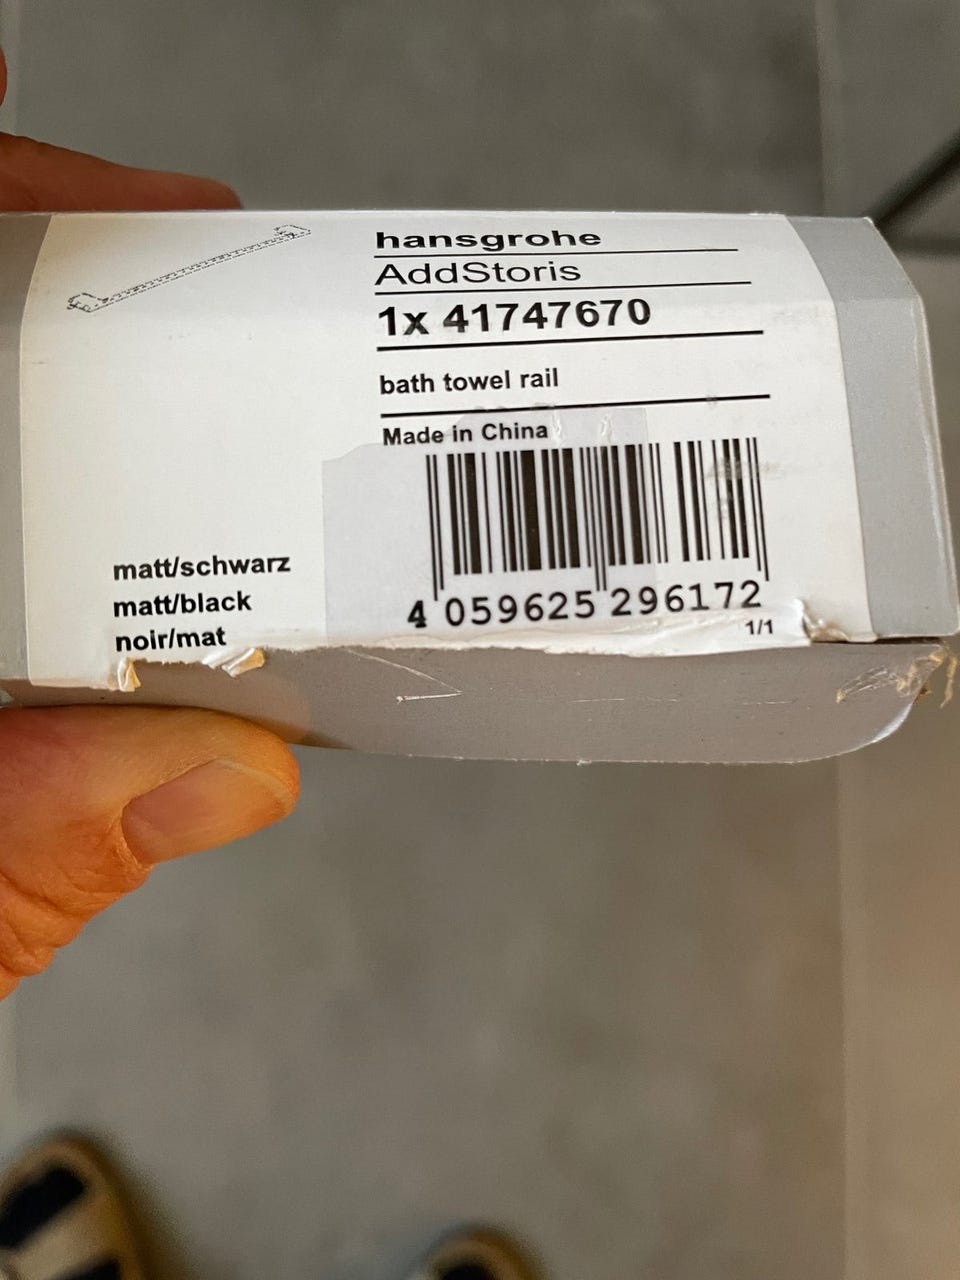 hansgrohe
AddStoris
1x 41747670
bath towel rail
Made in China
matt/schwarz
matt/black
noir/mat
4 059625 296172
1/1